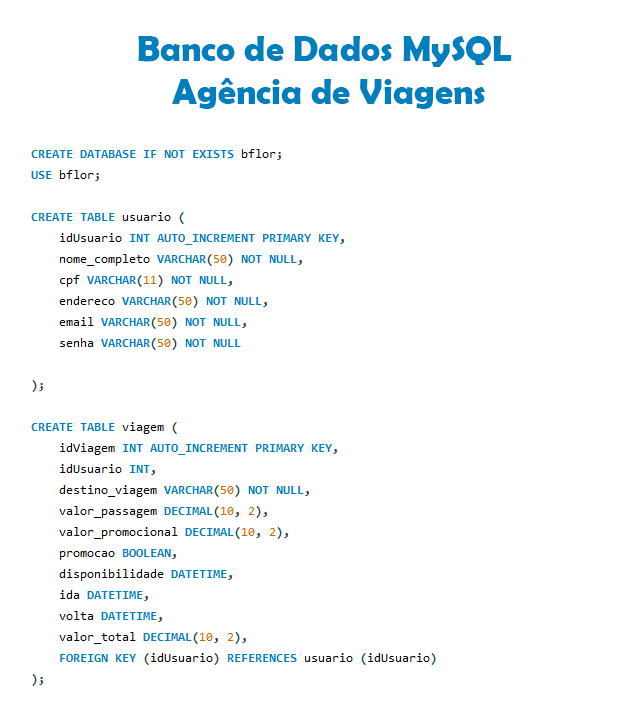 Banco de Dados MySQL
Agência de Viagens
CREATE DATABASE IF NOT EXISTS bflor;
USE bflor;
CREATE TABLE usuario (
idUsuario INT AUTO_INCREMENT PRIMARY KEY,
nome_completo VARCHAR(50) NOT NULL,
cpf VARCHAR(11) NOT NULL,
endereco VARCHAR(50) NOT NULL,
email VARCHAR(50) NOT NULL,
senha VARCHAR(50) NOT NULL
);
CREATE TABLE viagem (
idViagem INT AUTO_INCREMENT PRIMARY KEY,
idUsuario INT,
destino_viagem VARCHAR(50) NOT NULL,
valor_passagem DECIMAL(10, 2),
valor_promocional DECIMAL(10, 2),
promocao BOOLEAN,
disponibilidade DATETIME,
ida DATETIME,
volta DATETIME,
valor_total DECIMAL(10, 2),
FOREIGN KEY (idUsuario) REFERENCES usuario (idUsuario)
);